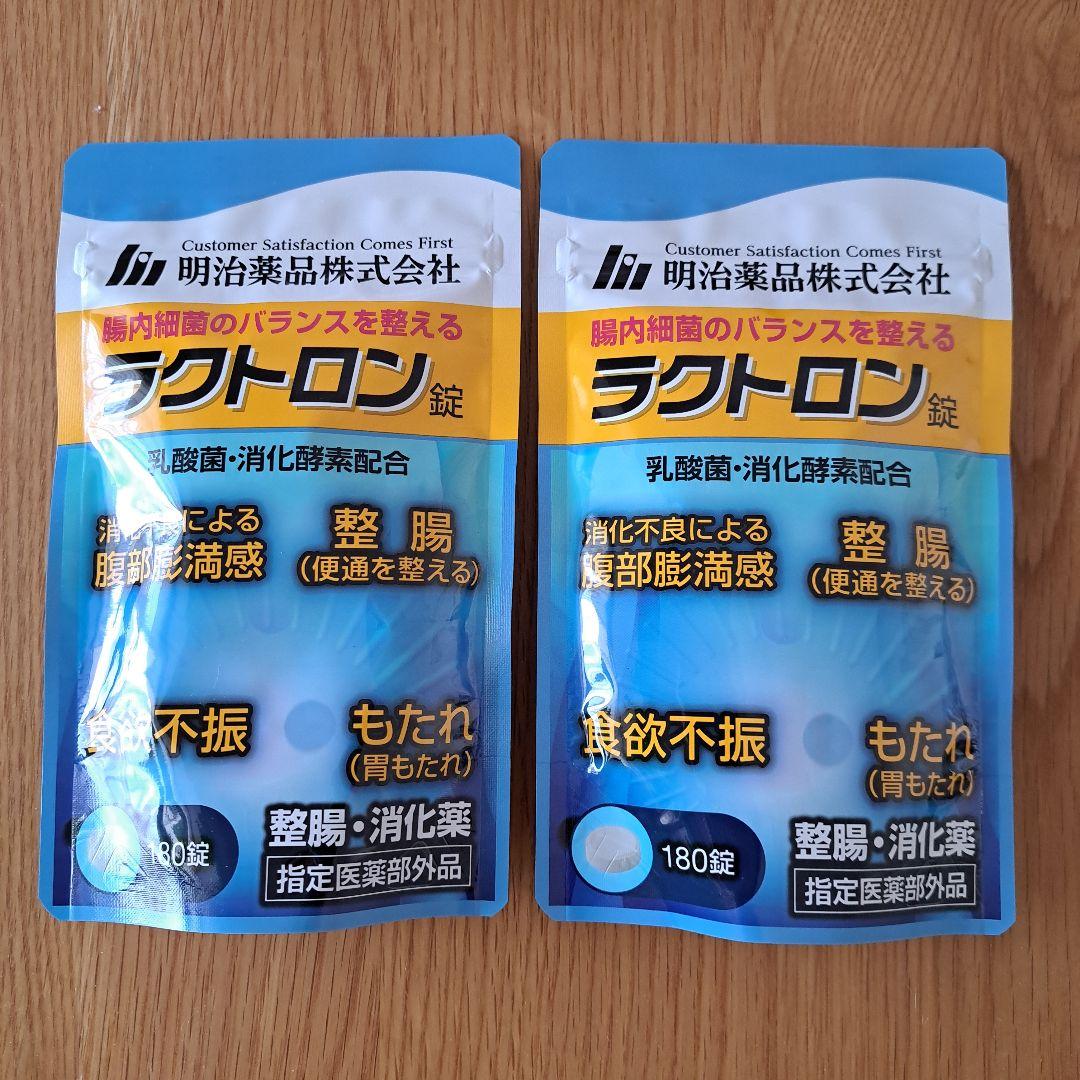 Customer Satisfaction Comes First
明治薬品株式会社
腸内細菌のバランスを整える
ラクトロン錠
乳酸菌・消化酵素配合
消化不良による
腹部膨満感
整腸
(便通を整える)
食欲不振
もたれ
(胃もたれ)
180錠
整腸・消化薬
指定医薬部外品
Customer Satisfaction Comes First
明治薬品株式会社
腸内細菌のバランスを整える
ラクトロン錠
乳酸菌・消化酵素配合
消化不良による
腹部膨満感
整腸
(便通を整える)
食欲不振
もたれ
(胃もたれ)
180錠
整腸・消化薬
指定医薬部外品